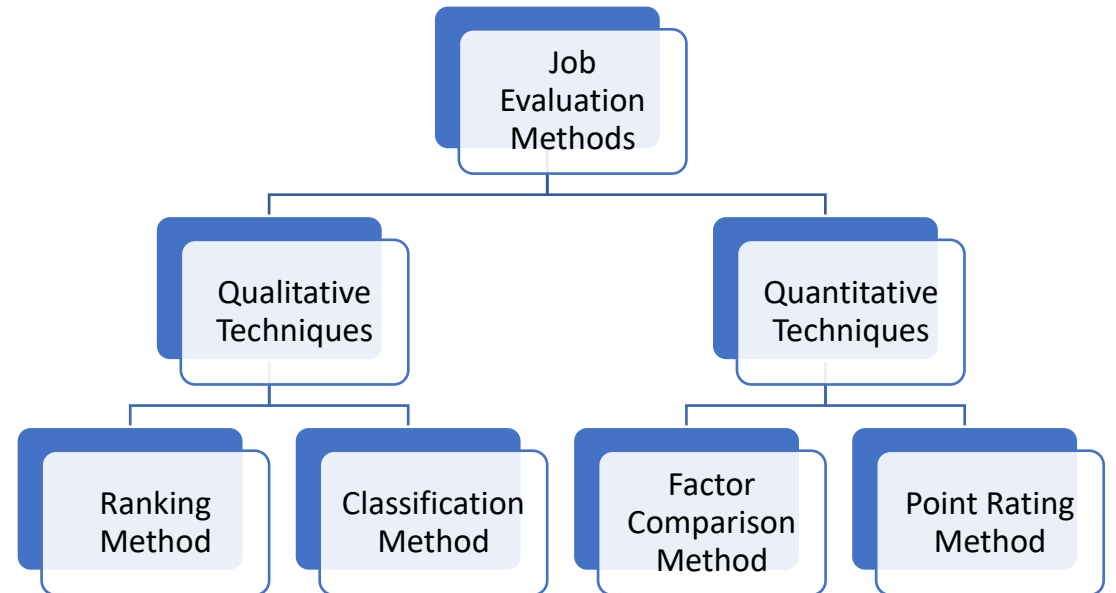 Job
Evaluation
Methods
Qualitative
Techniques
Quantitative
Techniques
Ranking
Method
Classification
Method
Factor
Comparison
Method
Point Rating
Method